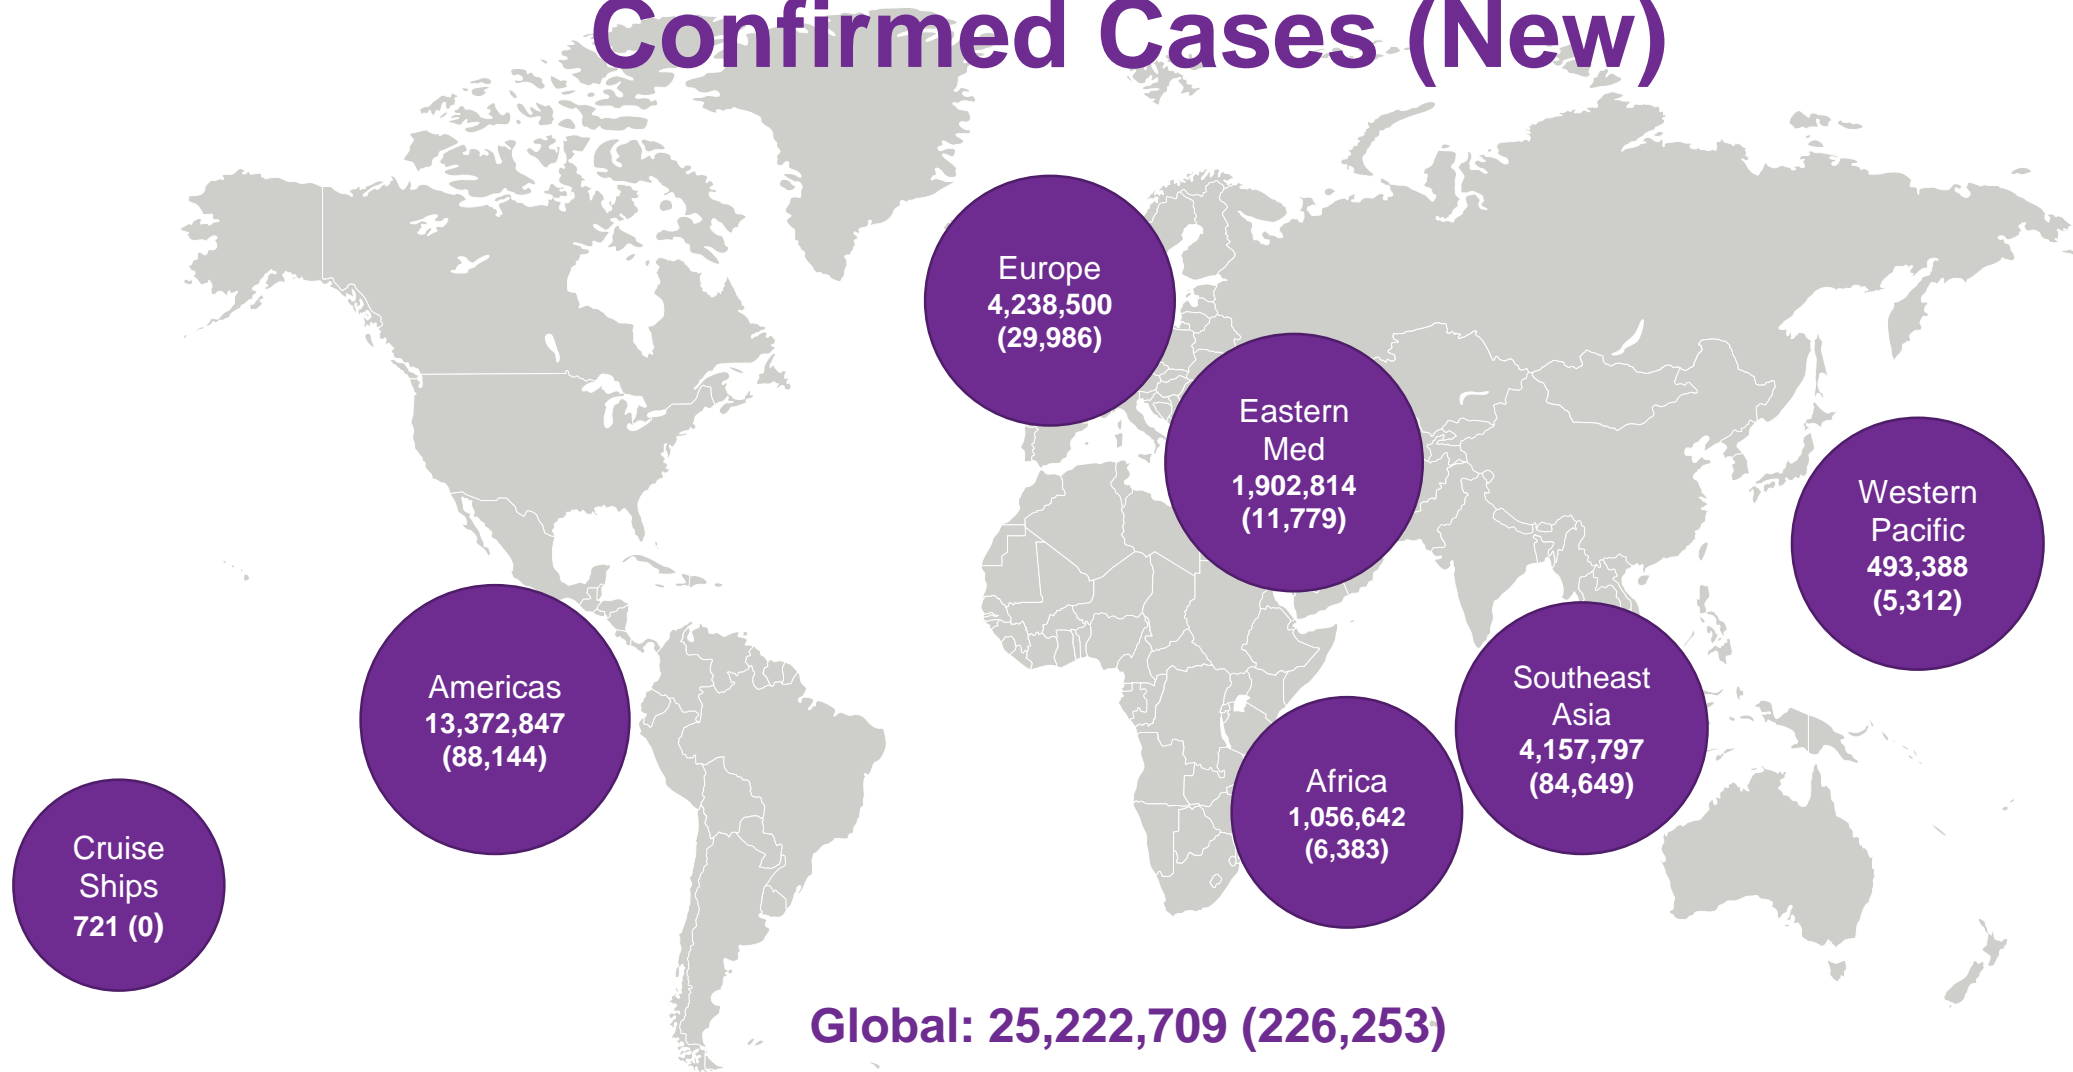 Confirmed Cases (New)
Europe
4,238,500
(29,986)
Eastern
Med
1,902,814
(11,779)
Western
Pacific
493,388
(5,312)
Americas
13,372,847
(88,144)
Southeast
Asia
4,157,797
(84,649)
Africa
1,056,642
(6,383)
Cruise
Ships
721 (0)
Global: 25,222,709 (226,253)